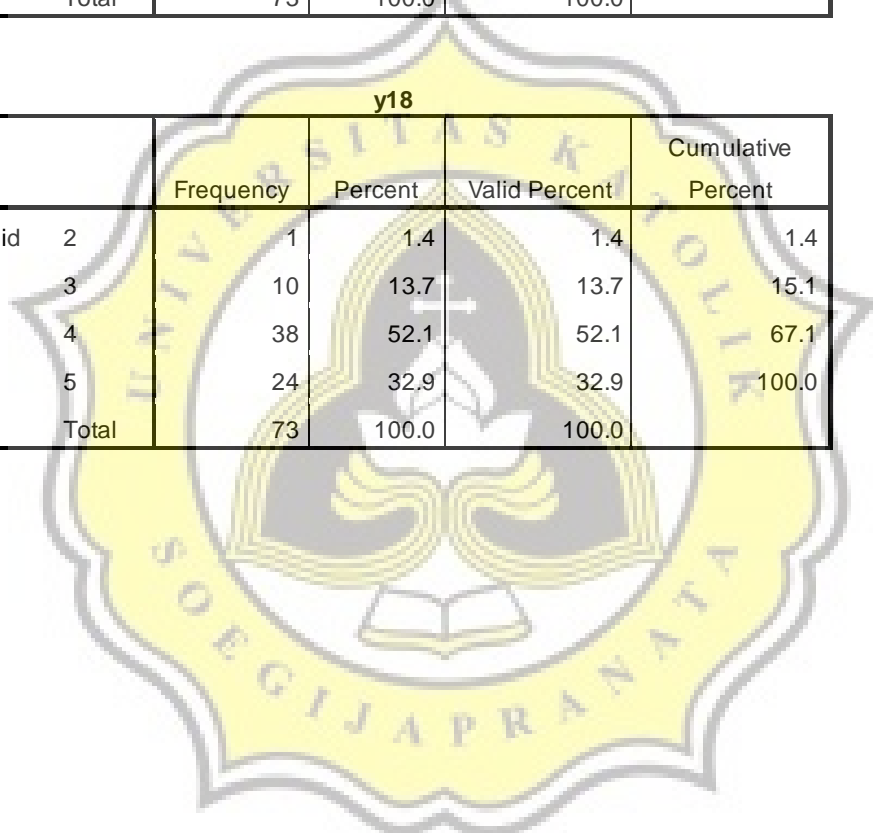 Total 73 100.0 100.0
y18
Frequency Percent Valid Percent Cumulative Percent
id 2 1 1.4 1.4 1.4
3 10 13.7 13.7 15.1
4 38 52.1 52.1 67.1
5 24 32.9 32.9 100.0
Total 73 100.0 100.0
UNIVERSITAS KATOLIK
SOEGIJAPRANATA